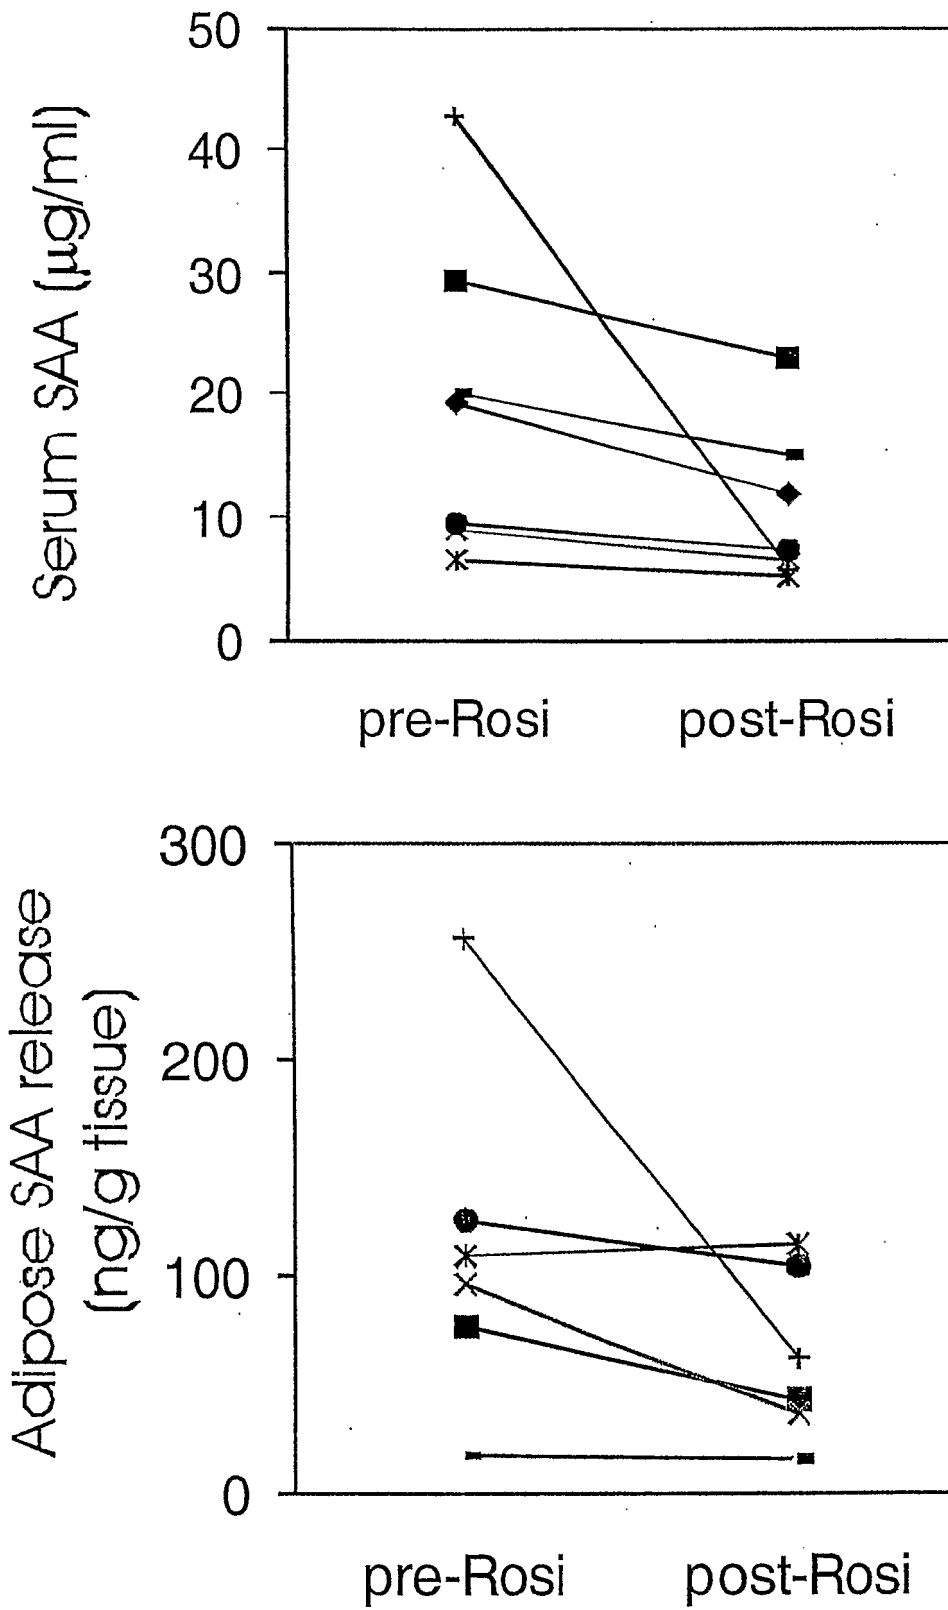 Serum SAA (µg/ml)
50
40
30
20
10
0
pre-Rosi post-Rosi
Adipose SAA release
(ng/g tissue)
300
200
100
0
pre-Rosi post-Rosi